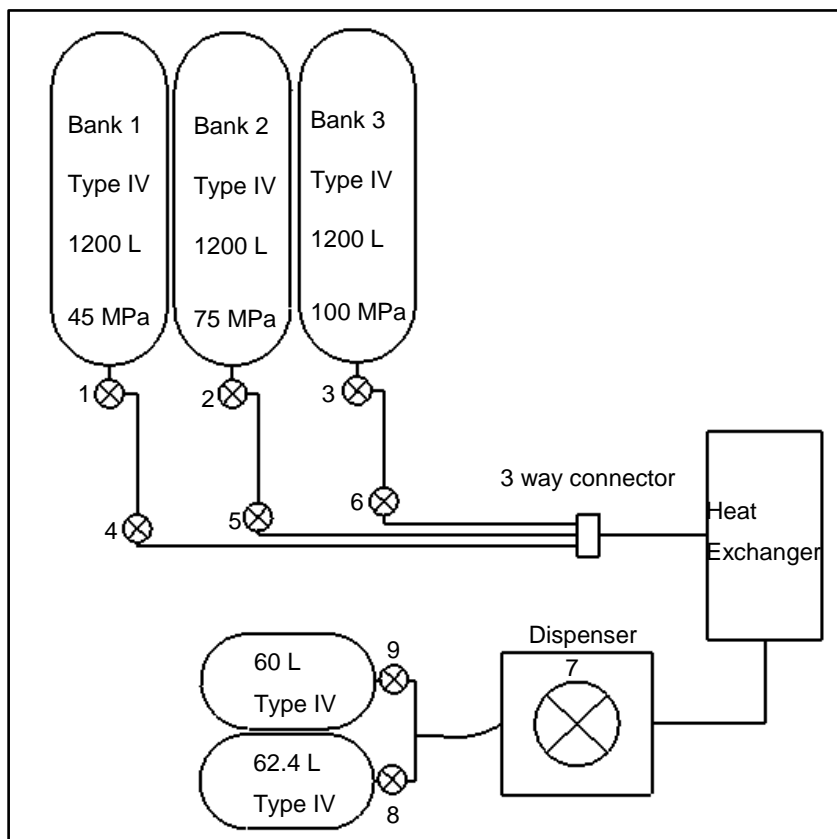 Bank 1
Type IV
1200 L
45 MPa
Bank 2
Type IV
1200 L
75 MPa
Bank 3
Type IV
1200 L
100 MPa
1
2
3
4
5
6
3 way connector
Heat
Exchanger
Dispenser
7
9
60 L
Type IV
62.4 L
Type IV
8